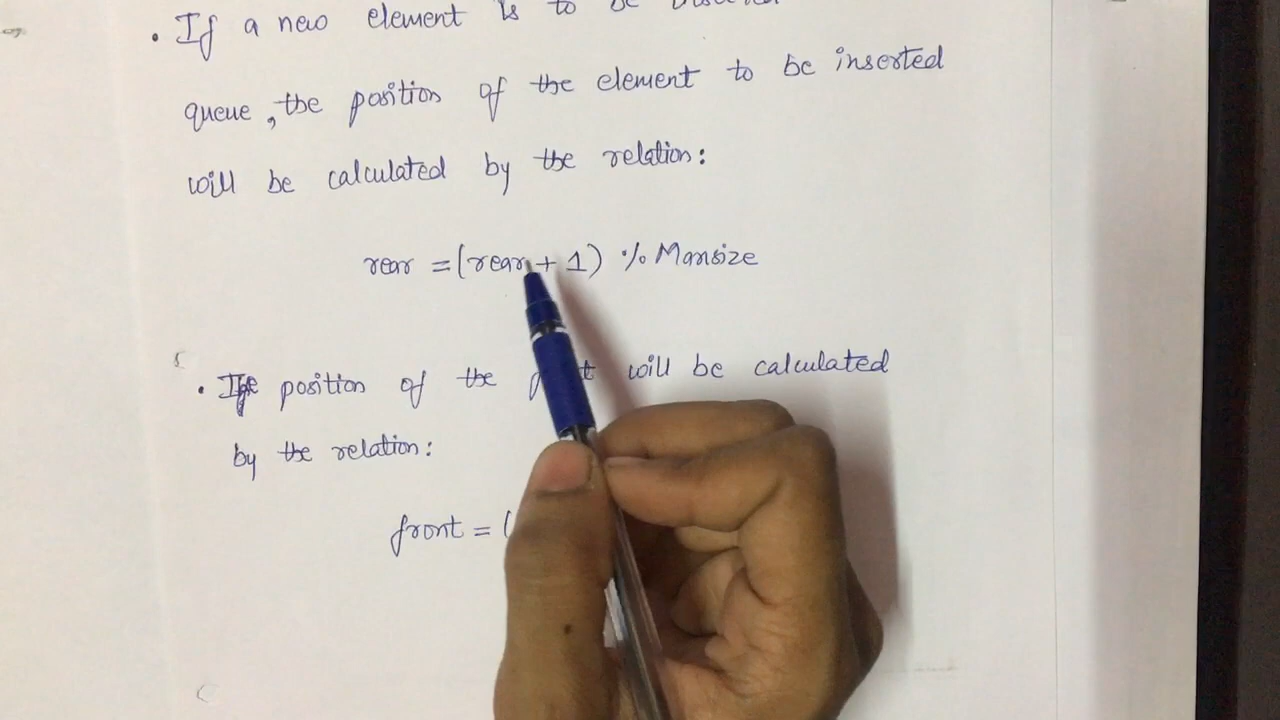 • If a new element is to be
queue, the position of the element to be inserted
will be calculated by the relation:
rear = (rear + 1) % Maxsize
• The position of the will be calculated
by the relation:
front = (